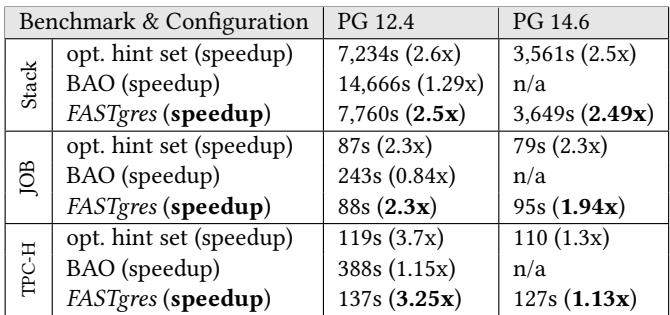 Benchmark & Configuration PG 12.4 PG 14.6
Stack
opt. hint set (speedup) 7,234s (2.6x) 3,561s (2.5x)
BAO (speedup) 14,666s (1.29x) n/a
FASTgres (speedup) 7,760s (2.5x) 3,649s (2.49x)
JOB
opt. hint set (speedup) 87s (2.3x) 79s (2.3x)
BAO (speedup) 243s (0.84x) n/a
FASTgres (speedup) 88s (2.3x) 95s (1.94x)
TPC-H
opt. hint set (speedup) 119s (3.7x) 110 (1.3x)
BAO (speedup) 388s (1.15x) n/a
FASTgres (speedup) 137s (3.25x) 127s (1.13x)